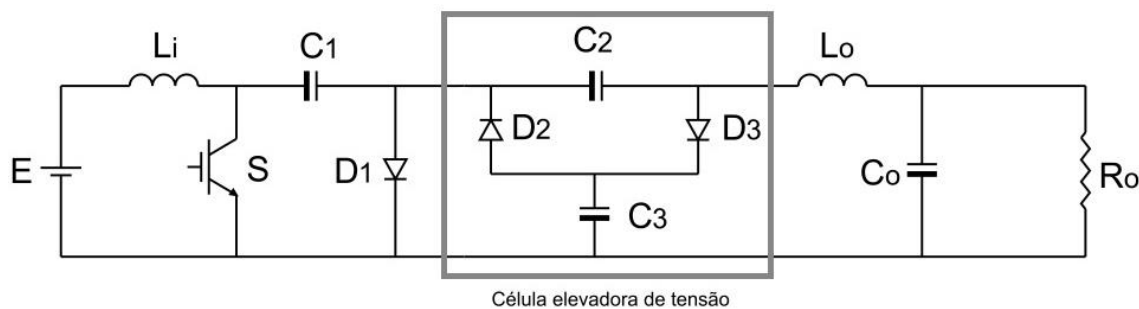 Li
C1
C2
Lo
D2
D3
E
S
D1
Co
Ro
C3
Célula elevadora de tensão